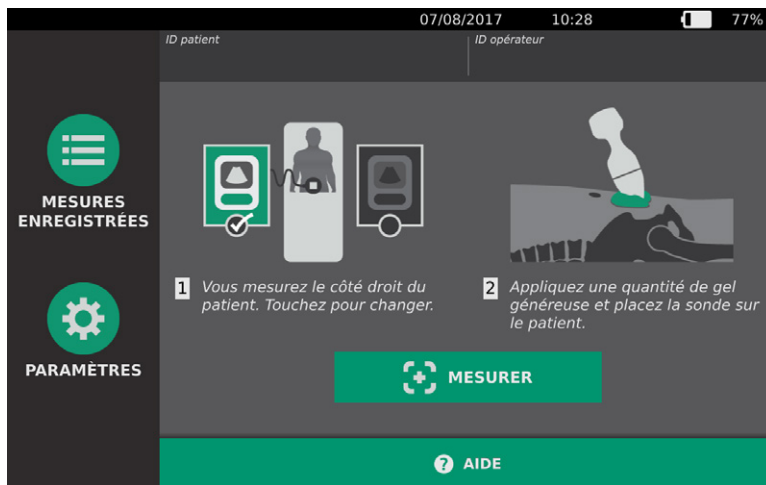 07/08/2017 10:28 77%
ID patient
ID opérateur
MESURES
ENREGISTRÉES
PARAMÈTRES
1 Vous mesurez le côté droit du
patient. Touchez pour changer.
2 Appliquez une quantité de gel
généreuse et placez la sonde sur
le patient.
MESURER
? AIDE